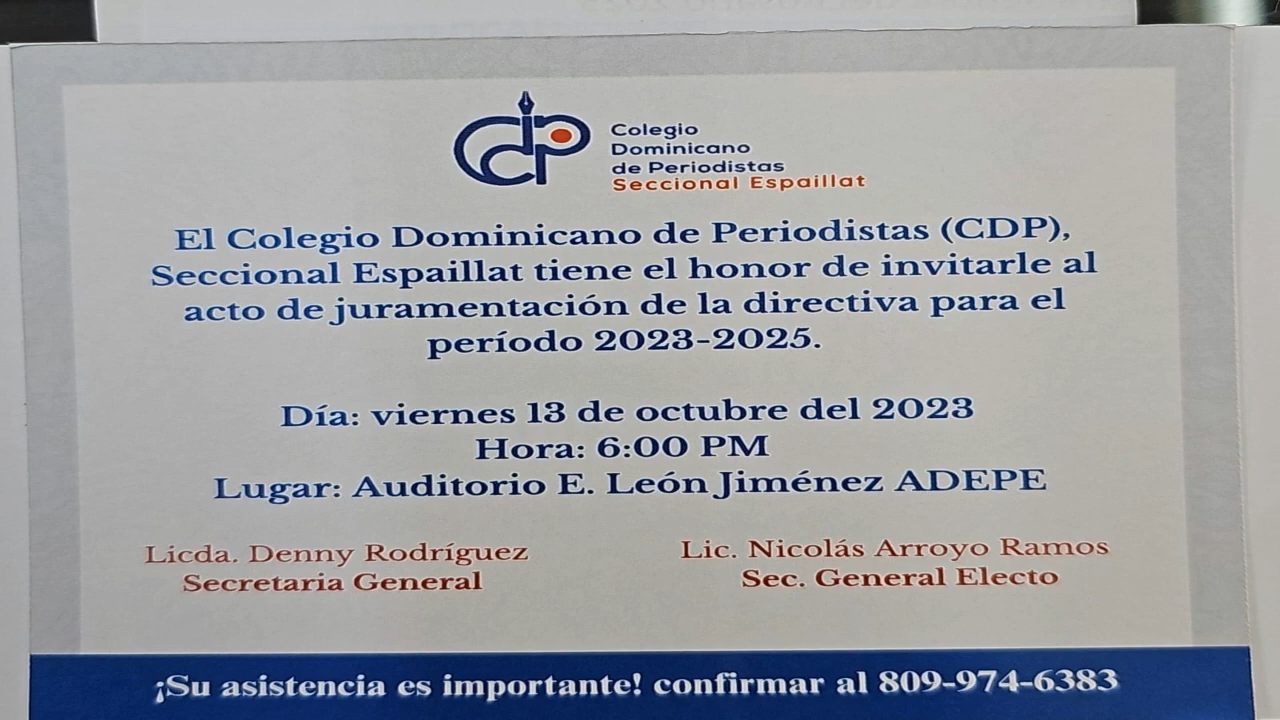 cdp
Colegio
Dominicano
de Periodistas
Seccional Espaillat
El Colegio Dominicano de Periodistas (CDP),
Seccional Espaillat tiene el honor de invitarle al
acto de juramentación de la directiva para el
período 2023-2025.
Día: viernes 13 de octubre del 2023
Hora: 6:00 PM
Lugar: Auditorio E. León Jiménez ADEPE
Licda. Denny Rodríguez
Secretaria General
Lic. Nicolás Arroyo Ramos
Sec. General Electo
¡Su asistencia es importante! confirmar al 809-974-6383